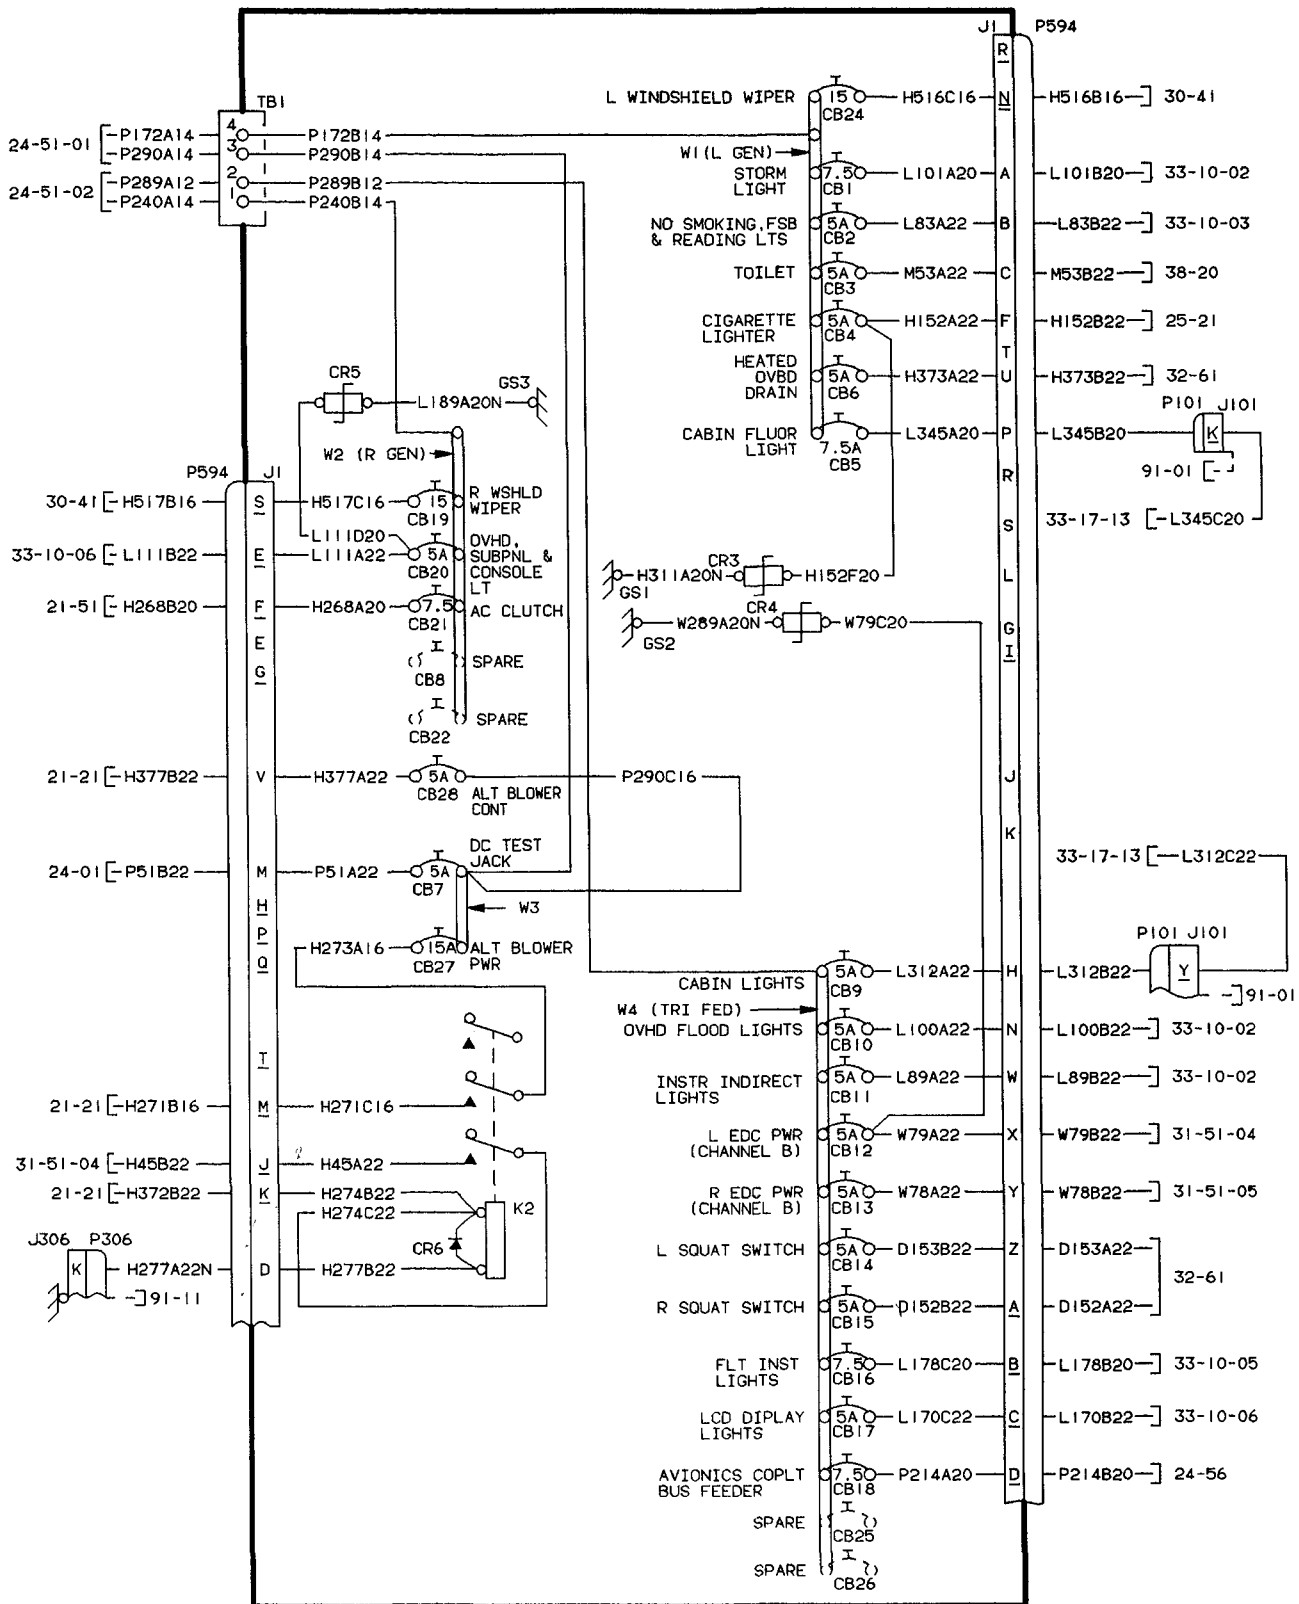 J1 P594
R
TB1
L WINDSHIELD WIPER 15 CB24 H516C16 N H516B16 30-41
24-51-01 P172A14 4 P172B14
P290A14 3 P290B14
W1(L GEN)
24-51-02 P289A12 2 P289B12
P240A14 1 P240B14
STORM LIGHT 7.5 CB1 L101A20 A L101B20 33-10-02
NO SMOKING,FSB & READING LTS 5A CB2 L83A22 B L83B22 33-10-03
TOILET 5A CB3 M53A22 C M53B22 38-20
CIGARETTE LIGHTER 5A CB4 H152A22 F H152B22 25-21
T
HEATED OVBD DRAIN 5A CB6 H373A22 U H373B22 32-61
CR5 L189A20N GS3
P101 J101
CABIN FLUOR LIGHT 7.5A CB5 L345A20 P L345B20 K
91-01
W2 (R GEN)
P594 J1
R
30-41 H517B16 S H517C16 15 CB19 R WSHLD WIPER
S
33-17-13 L345C20
L111D20
33-10-06 L111B22 E L111A22 5A CB20 OVHD, SUBPNL & CONSOLE LT
GS1 H311A20N CR3 H152F20
L
21-51 H268B20 F H268A20 7.5 CB21 AC CLUTCH
GS2 W289A20N CR4 W79C20
G
I
E
G
CB8 SPARE
CB22 SPARE
21-21 H377B22 V H377A22 5A CB28 ALT BLOWER CONT P290C16
J
K
33-17-13 L312C22
24-01 P51B22 M P51A22 5A CB7 DC TEST JACK
H
W3
P
Q
H273A16 15A CB27 ALT BLOWER PWR
P101 J101
CABIN LIGHTS 5A CB9 L312A22 H L312B22 Y
91-01
W4 (TRI FED)
OVHD FLOOD LIGHTS 5A CB10 L100A22 N L100B22 33-10-02
T
INSTR INDIRECT LIGHTS 5A CB11 L89A22 W L89B22 33-10-02
21-21 H271B16 M H271C16
L EDC PWR (CHANNEL B) 5A CB12 W79A22 X W79B22 31-51-04
31-51-04 H45B22 J H45A22
21-21 H372B22 K H274B22
H274C22 K2
R EDC PWR (CHANNEL B) 5A CB13 W78A22 Y W78B22 31-51-05
CR6
J306 P306
K H277A22N D H277B22
91-11
L SQUAT SWITCH 5A CB14 D153B22 Z D153A22
32-61
R SQUAT SWITCH 5A CB15 D152B22 A D152A22
FLT INST LIGHTS 7.5 CB16 L178C20 B L178B20 33-10-05
LCD DIPLAY LIGHTS 5A CB17 L170C22 C L170B22 33-10-06
AVIONICS COPLT BUS FEEDER 7.5 CB18 P214A20 D P214B20 24-56
SPARE CB25
SPARE CB26